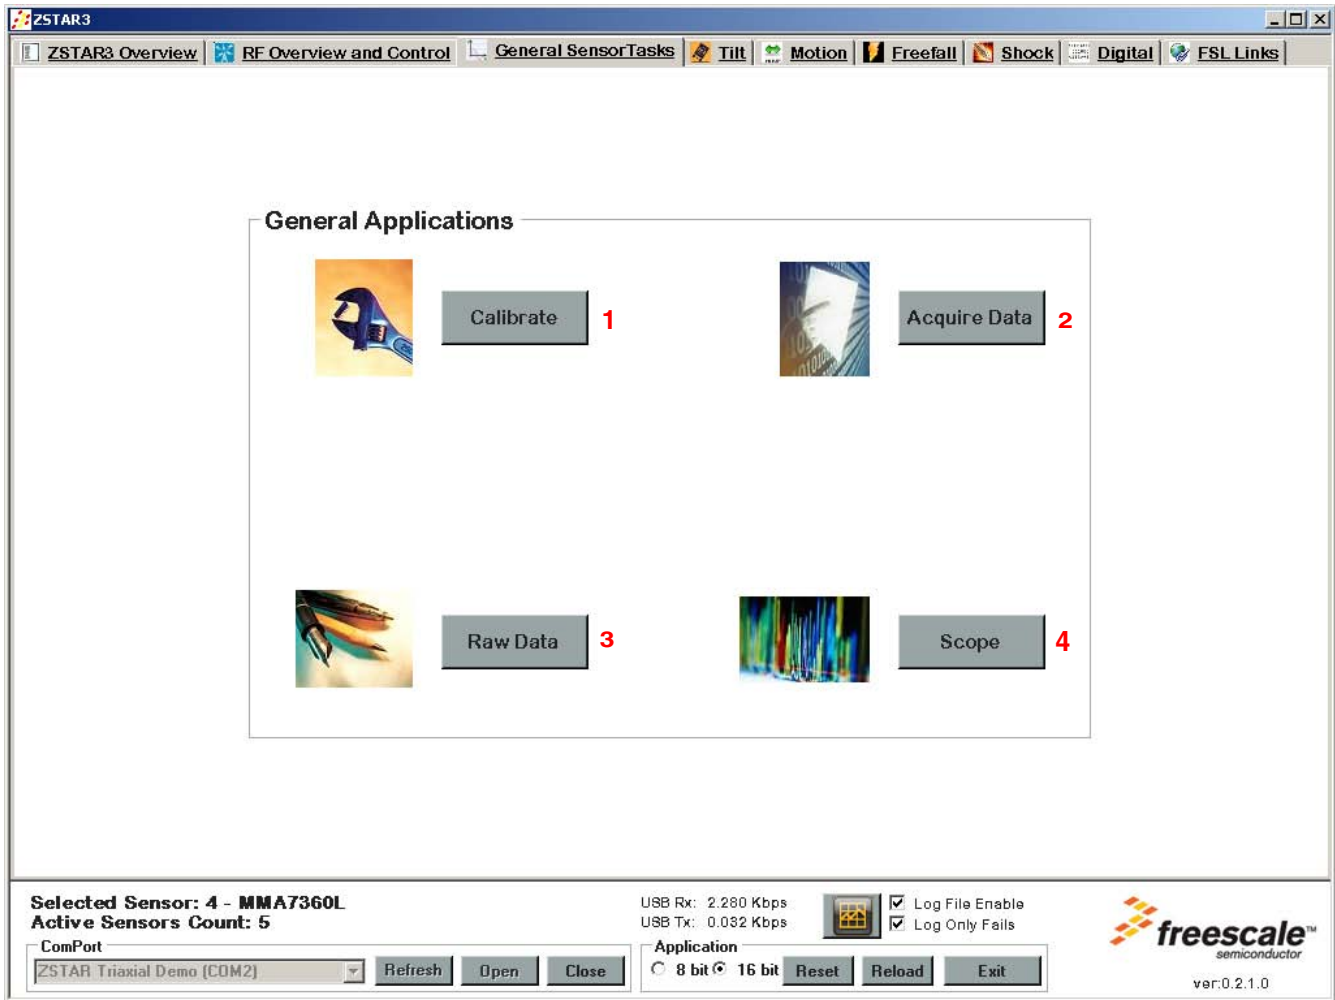 ZSTAR3
ZSTAR3 Overview RF Overview and Control General SensorTasks Tilt Motion Freefall Shock Digital FSL Links
General Applications
Calibrate 1 Acquire Data 2
Raw Data 3 Scope 4
Selected Sensor: 4 - MMA7360L
Active Sensors Count: 5
ComPort
ZSTAR Triaxial Demo (COM2) Refresh Open Close
USB Rx: 2.280 Kbps
USB Tx: 0.032 Kbps
Log File Enable
Log Only Fails
Application
8 bit 16 bit Reset Reload Exit
freescale™
semiconductor
ver:0.2.1.0